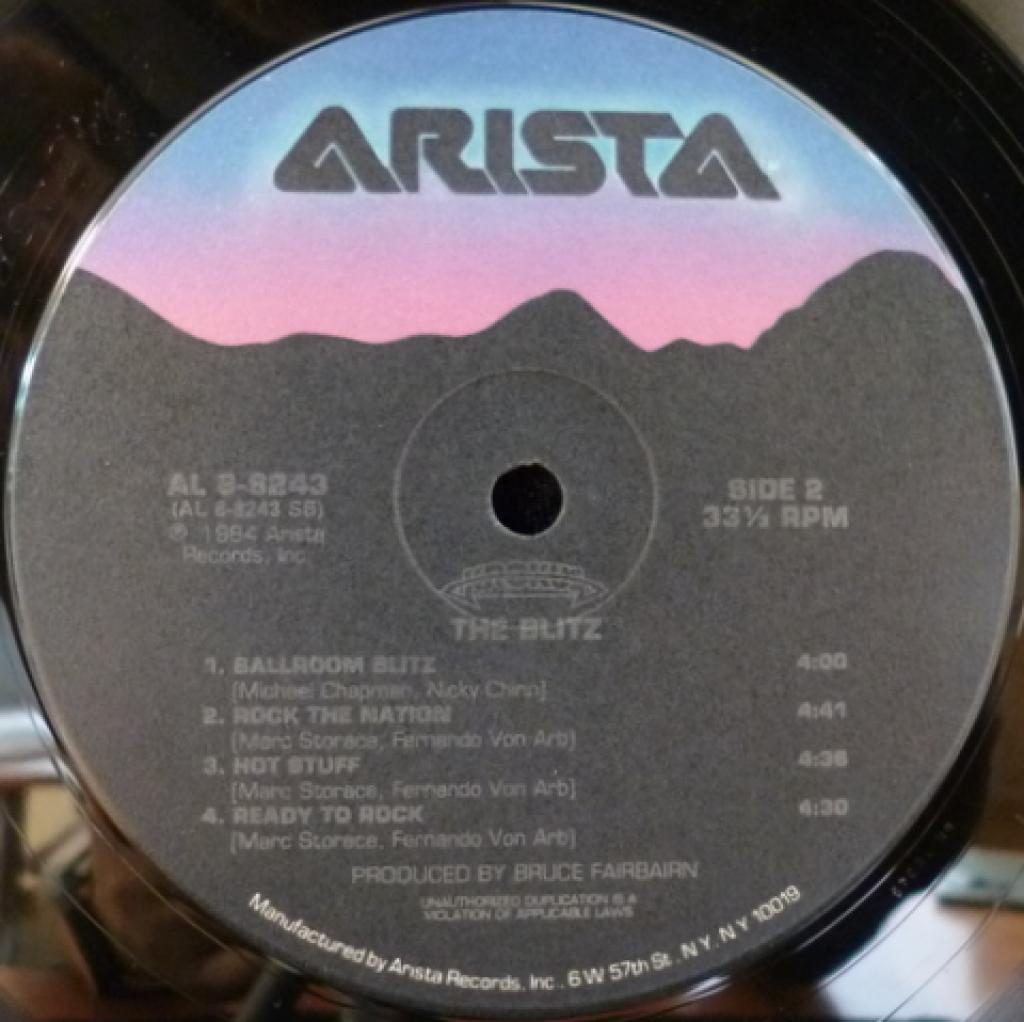 ARISTA
AL 8-8243
(AL 8-8243 SB)
℗ 1984 Arista
Records, Inc.
SIDE 2
33⅓ RPM
KROKUS
THE BLITZ
1. BALLROOM BLITZ 4:00
[Michael Chapman, Nicky Chinn]
2. ROCK THE NATION 4:41
[Marc Storace, Fernando Von Arb]
3. HOT STUFF 4:36
[Marc Storace, Fernando Von Arb]
4. READY TO ROCK 4:30
[Marc Storace, Fernando Von Arb]
PRODUCED BY BRUCE FAIRBAIRN
UNAUTHORIZED DUPLICATION IS A
VIOLATION OF APPLICABLE LAWS
Manufactured by Arista Records, Inc., 6 W 57th St., N.Y. N.Y. 10019